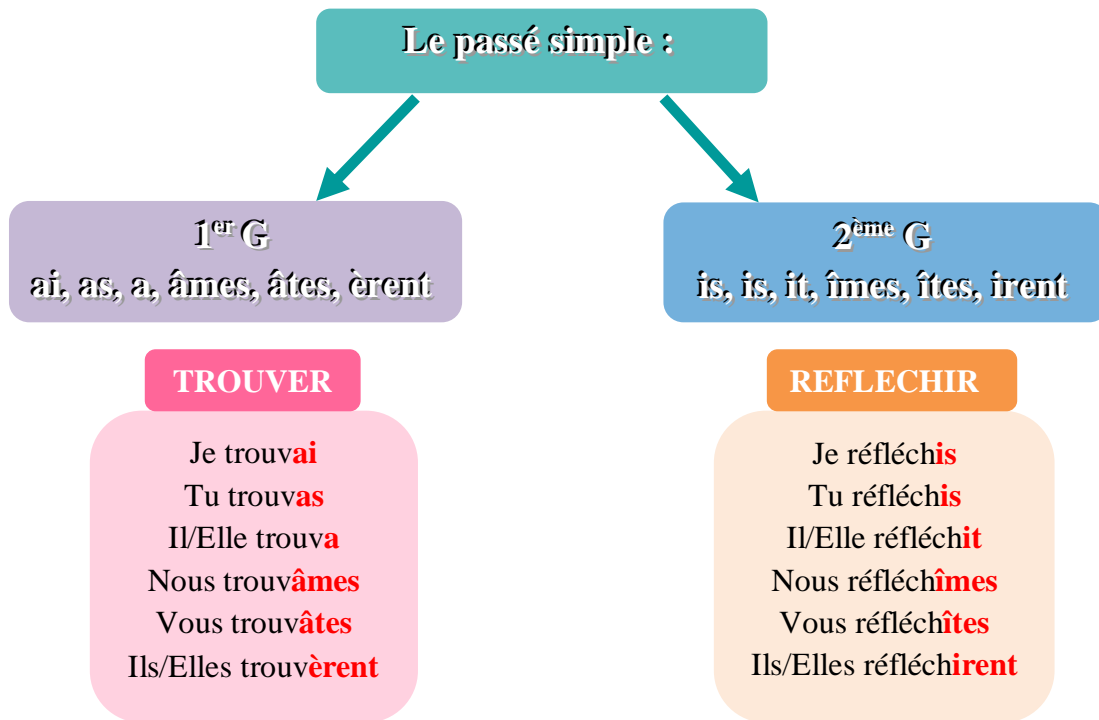 Le passé simple :
1er G
ai, as, a, âmes, âtes, èrent
TROUVER
Je trouvai
Tu trouvas
Il/Elle trouva
Nous trouvâmes
Vous trouvâtes
Ils/Elles trouvèrent
2ème G
is, is, it, îmes, îtes, irent
REFLECHIR
Je réfléchis
Tu réfléchis
Il/Elle réfléchit
Nous réfléchîmes
Vous réfléchîtes
Ils/Elles réfléchirent